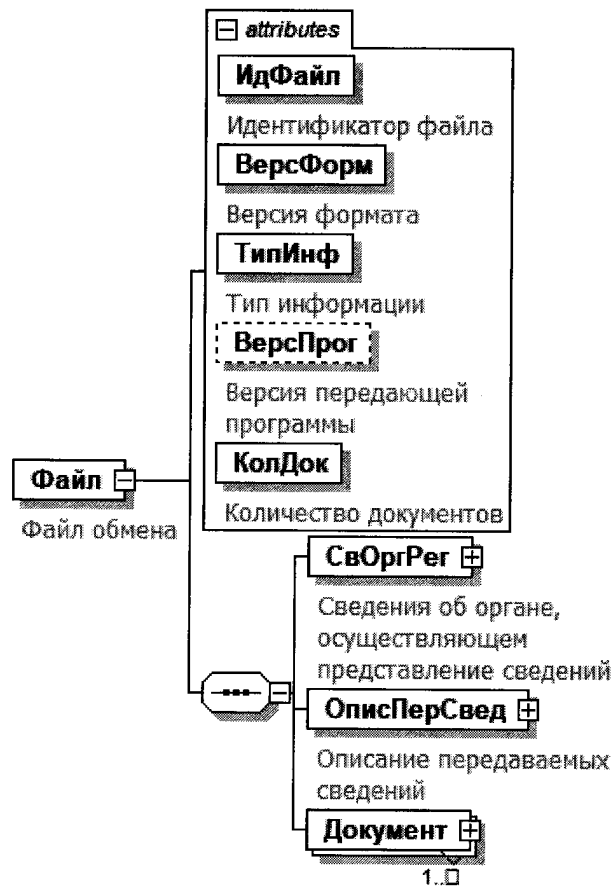 attributes
ИдФайл
Идентификатор файла
ВерсФорм
Версия формата
ТипИнф
Тип информации
ВерсПрог
Версия передающей
программы
КолДок
Количество документов
Файл
Файл обмена
СвОргРег
Сведения об органе,
осуществляющем
представление сведений
ОписПерСвед
Описание передаваемых
сведений
Документ
1..□